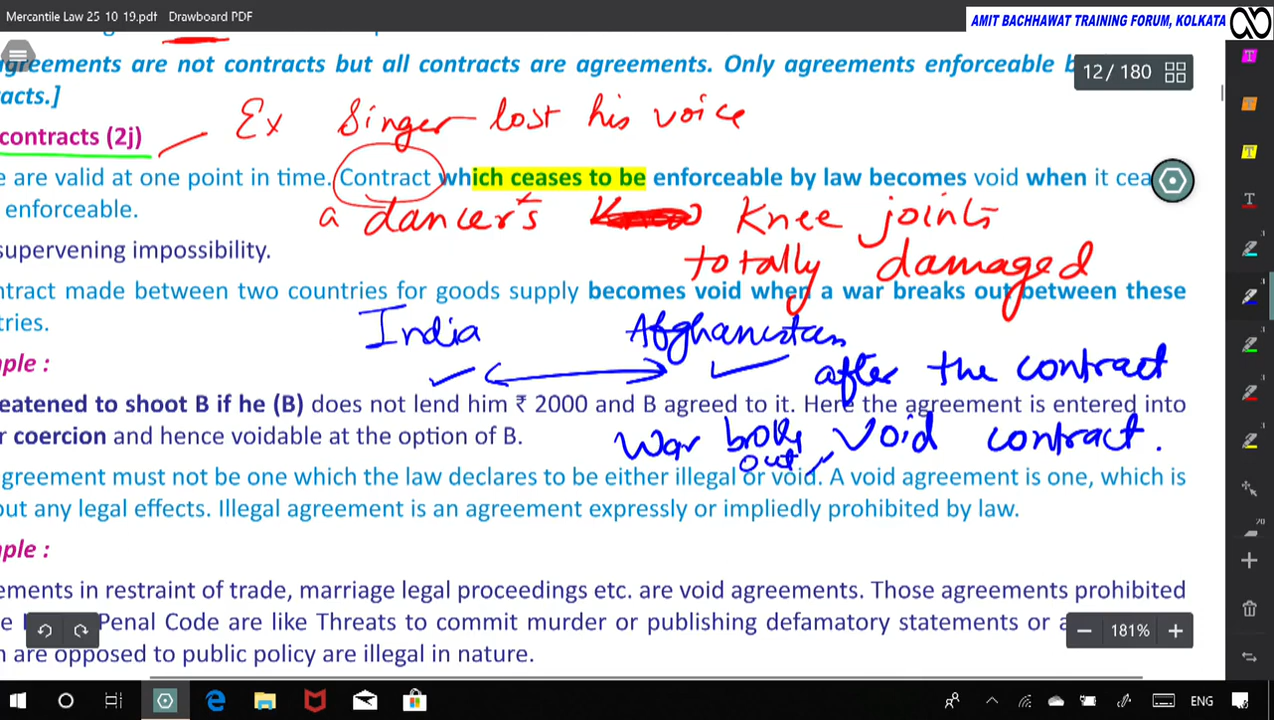 Mercantile Law 25 10 19.pdf Drawboard PDF
AMIT BACHHAWAT TRAINING FORUM, KOLKATA
agreements are not contracts but all contracts are agreements. Only agreements enforceable b
acts.]
12 / 180
Ex Singer lost his voice
contracts (2j)
e are valid at one point in time. Contract which ceases to be enforceable by law becomes void when it cea
enforceable.
a dancer's Knee joints
supervening impossibility.
totally damaged
ntract made between two countries for goods supply becomes void when a war breaks out between these
tries.
India Afghanistan
after the contract
ple :
eatened to shoot B if he (B) does not lend him ₹ 2000 and B agreed to it. Here the agreement is entered into
r coercion and hence voidable at the option of B.
War broke out, void contract.
greement must not be one which the law declares to be either illegal or void. A void agreement is one, which is
out any legal effects. Illegal agreement is an agreement expressly or impliedly prohibited by law.
ple :
ements in restraint of trade, marriage legal proceedings etc. are void agreements. Those agreements prohibited
e Penal Code are like Threats to commit murder or publishing defamatory statements or a
h are opposed to public policy are illegal in nature.
181%
ENG